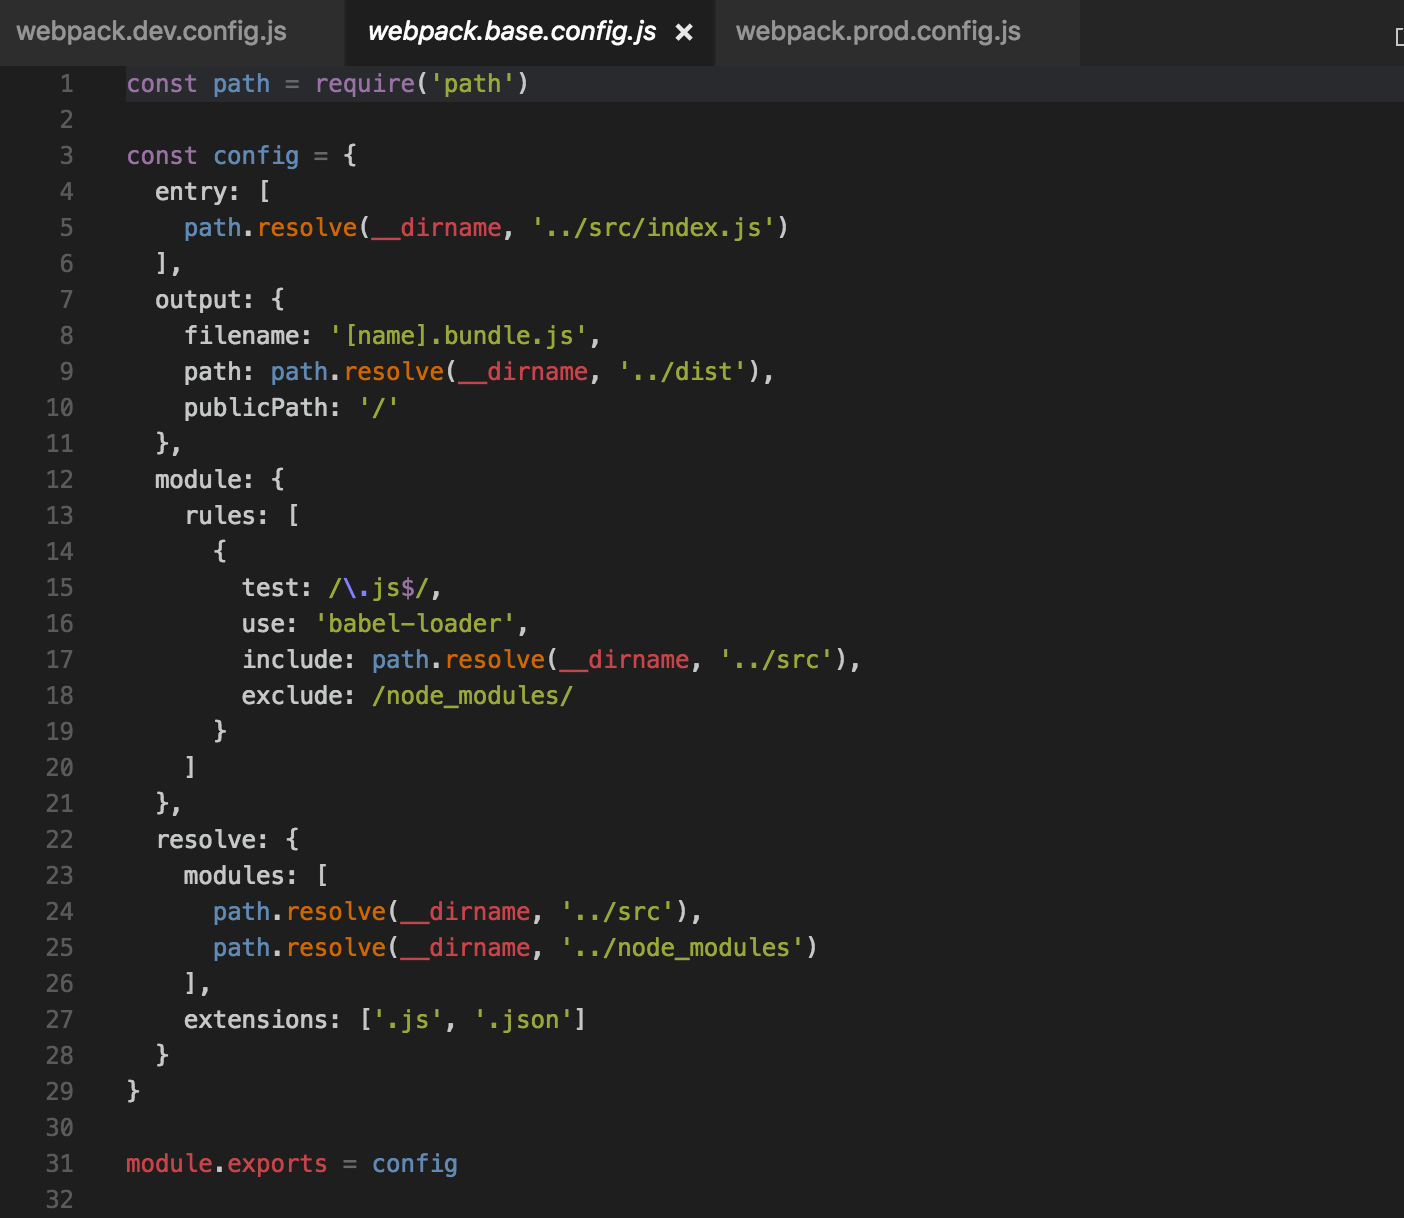 webpack.dev.config.js webpack.base.config.js × webpack.prod.config.js
1 const path = require('path')
2
3 const config = {
4   entry: [
5     path.resolve(__dirname, '../src/index.js')
6   ],
7   output: {
8     filename: '[name].bundle.js',
9     path: path.resolve(__dirname, '../dist'),
10     publicPath: '/'
11   },
12   module: {
13     rules: [
14       {
15         test: /\.js$/,
16         use: 'babel-loader',
17         include: path.resolve(__dirname, '../src'),
18         exclude: /node_modules/
19       }
20     ]
21   },
22   resolve: {
23     modules: [
24       path.resolve(__dirname, '../src'),
25       path.resolve(__dirname, '../node_modules')
26     ],
27     extensions: ['.js', '.json']
28   }
29 }
30
31 module.exports = config
32